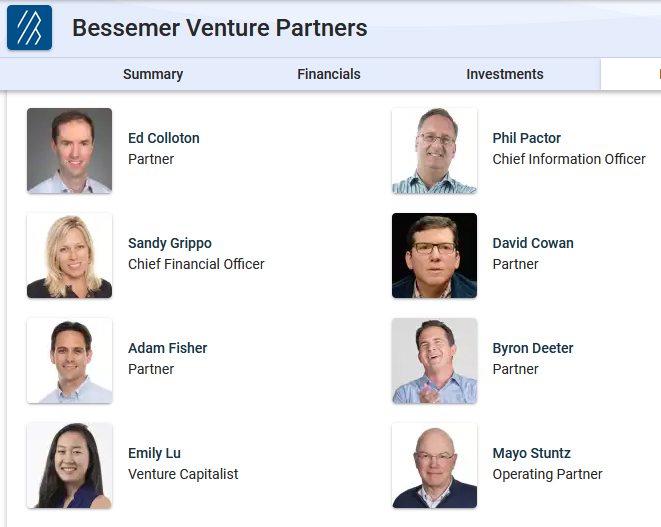 Bessemer Venture Partners
Summary
Financials
Investments
Ed Colloton
Partner
Phil Pactor
Chief Information Officer
Sandy Grippo
Chief Financial Officer
David Cowan
Partner
Adam Fisher
Partner
Byron Deeter
Partner
Emily Lu
Venture Capitalist
Mayo Stuntz
Operating Partner